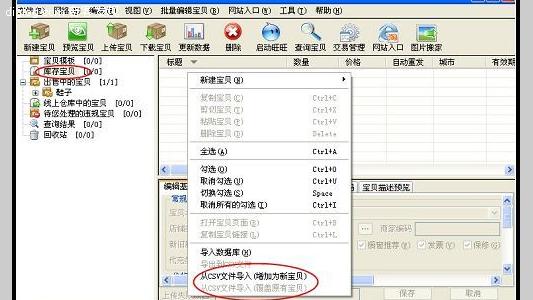 网络 编辑(E) 视图(V) 批量编辑宝贝(M) 网站入口(I) 工具(T) 帮助(H)
新建宝贝 预览宝贝 上传宝贝 下载宝贝 更新数据 删除 启动旺旺 查询宝贝 交易管理 网站入口 图片搬家
宝贝模板 [0/0]
库存宝贝 [0/0]
出售中的宝贝 [1/1]
鞋子
线上仓库中的宝贝 [0/0]
待您处理的违规宝贝 [0/0]
查询结果 [0/0]
回收站 [0/0]
标题 数量 价格 自动重发 城市 有效期
新建宝贝(N)
复制宝贝(C) Ctrl+C
剪切宝贝(X) Ctrl+X
粘贴宝贝(P) Ctrl+V
删除宝贝(D) Delete
全选(A) Ctrl+A
勾选(O) Ctrl+O
取消勾选(U) Ctrl+U
切换勾选(S) Space
取消所有的勾选(I) Ctrl+I
打开宝贝页面(B) Ctrl+B
复制宝贝链接(L) Ctrl+L
导入数据库(M)
从CSV文件导入(增加为新宝贝)
从CSV文件导入(覆盖原有宝贝)
编辑基
宝贝描述预览
常规
宝贝
店铺
商家编码
新旧
橱窗推荐(K) 发票(Z) 保修(G)
上传失败
保存 取消